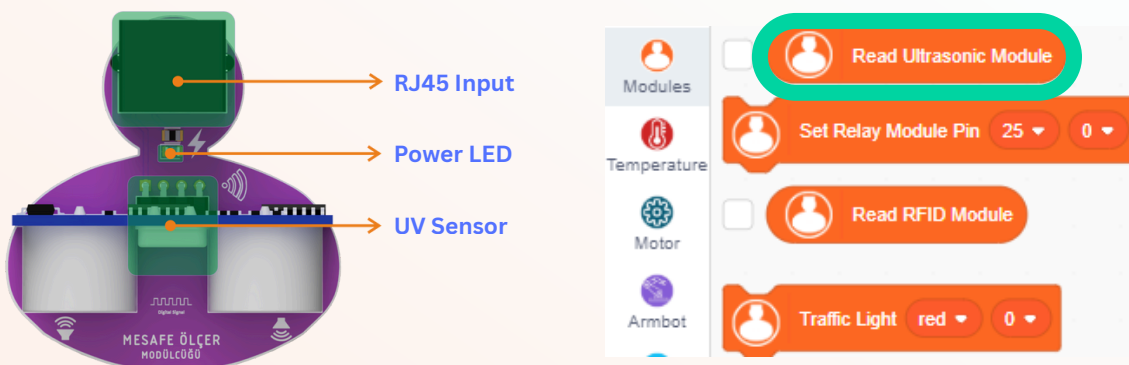 RJ45 Input
Power LED
UV Sensor
Digital Signal
MESAFE ÖLÇER
MODÜLCÜĞÜ
Modules
Temperature
Motor
Armbot
Read Ultrasonic Module
Set Relay Module Pin 25 0
Read RFID Module
Traffic Light red 0